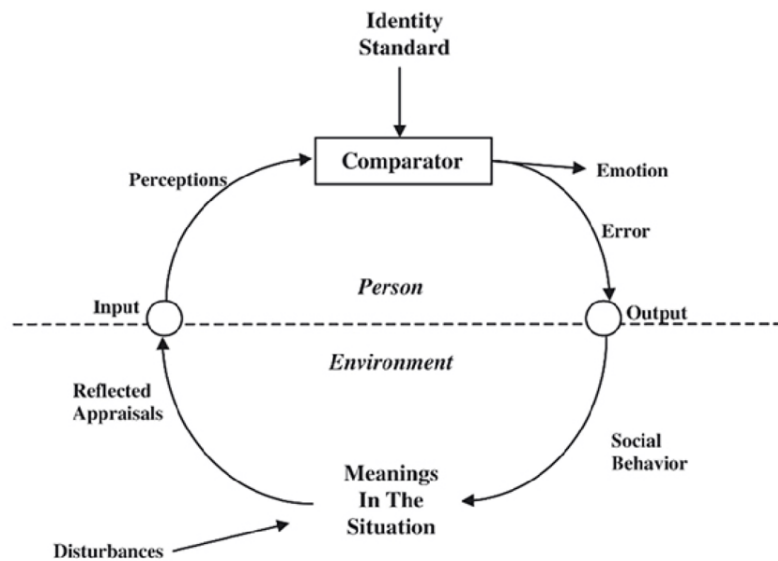 Identity
Standard
Comparator
Perceptions
Emotion
Error
Person
Input
Output
Environment
Reflected
Appraisals
Social
Behavior
Meanings
In The
Situation
Disturbances